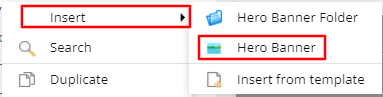 Insert
Search
Duplicate
Hero Banner Folder
Hero Banner
Insert from template